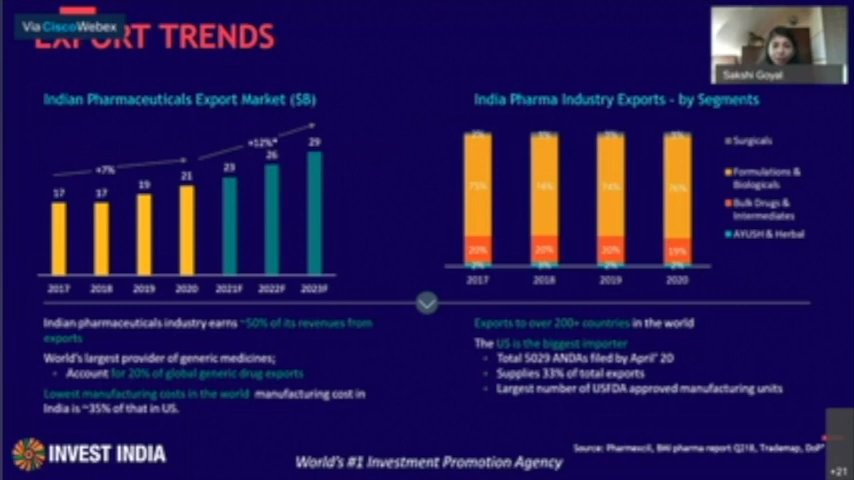 Via Cisco Webex
EXPORT TRENDS
Sakshi Goyal
Indian Pharmaceuticals Export Market ($B)
+7%
+12%*
17
17
19
21
23
26
29
2017
2018
2019
2020
2021F
2022F
2023F
India Pharma Industry Exports - by Segments
20%
20%
20%
19%
2017
2018
2019
2020
Surgicals
Formulations &
Biologicals
Bulk Drugs &
Intermediates
AYUSH & Herbal
Indian pharmaceuticals industry earns ~50% of its revenues from
exports
World's largest provider of generic medicines;
Account for 20% of global generic drug exports
Lowest manufacturing costs in the world manufacturing cost in
India is ~35% of that in US.
Exports to over 200+ countries in the world
The US is the biggest importer
Total 5029 ANDAs filed by April' 20
Supplies 33% of total exports
Largest number of USFDA approved manufacturing units
INVEST INDIA
World's #1 Investment Promotion Agency
Source: Pharmexcil, BMI pharma report Q218, Trademap,
+21